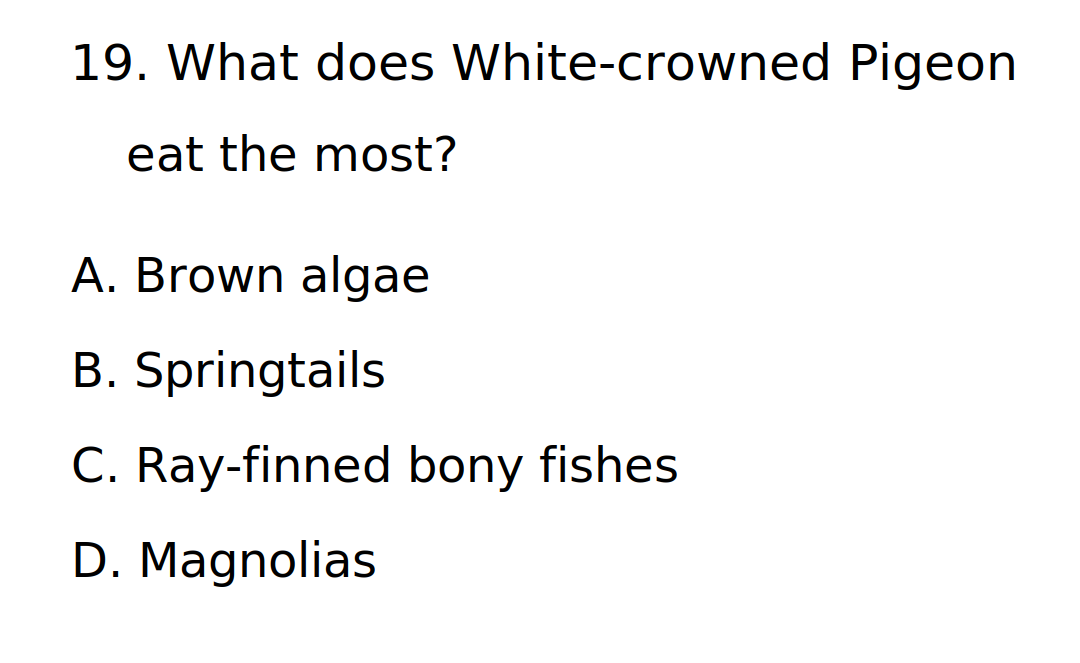 19. What does White-crowned Pigeon
eat the most?
A. Brown algae
B. Springtails
C. Ray-finned bony fishes
D. Magnolias